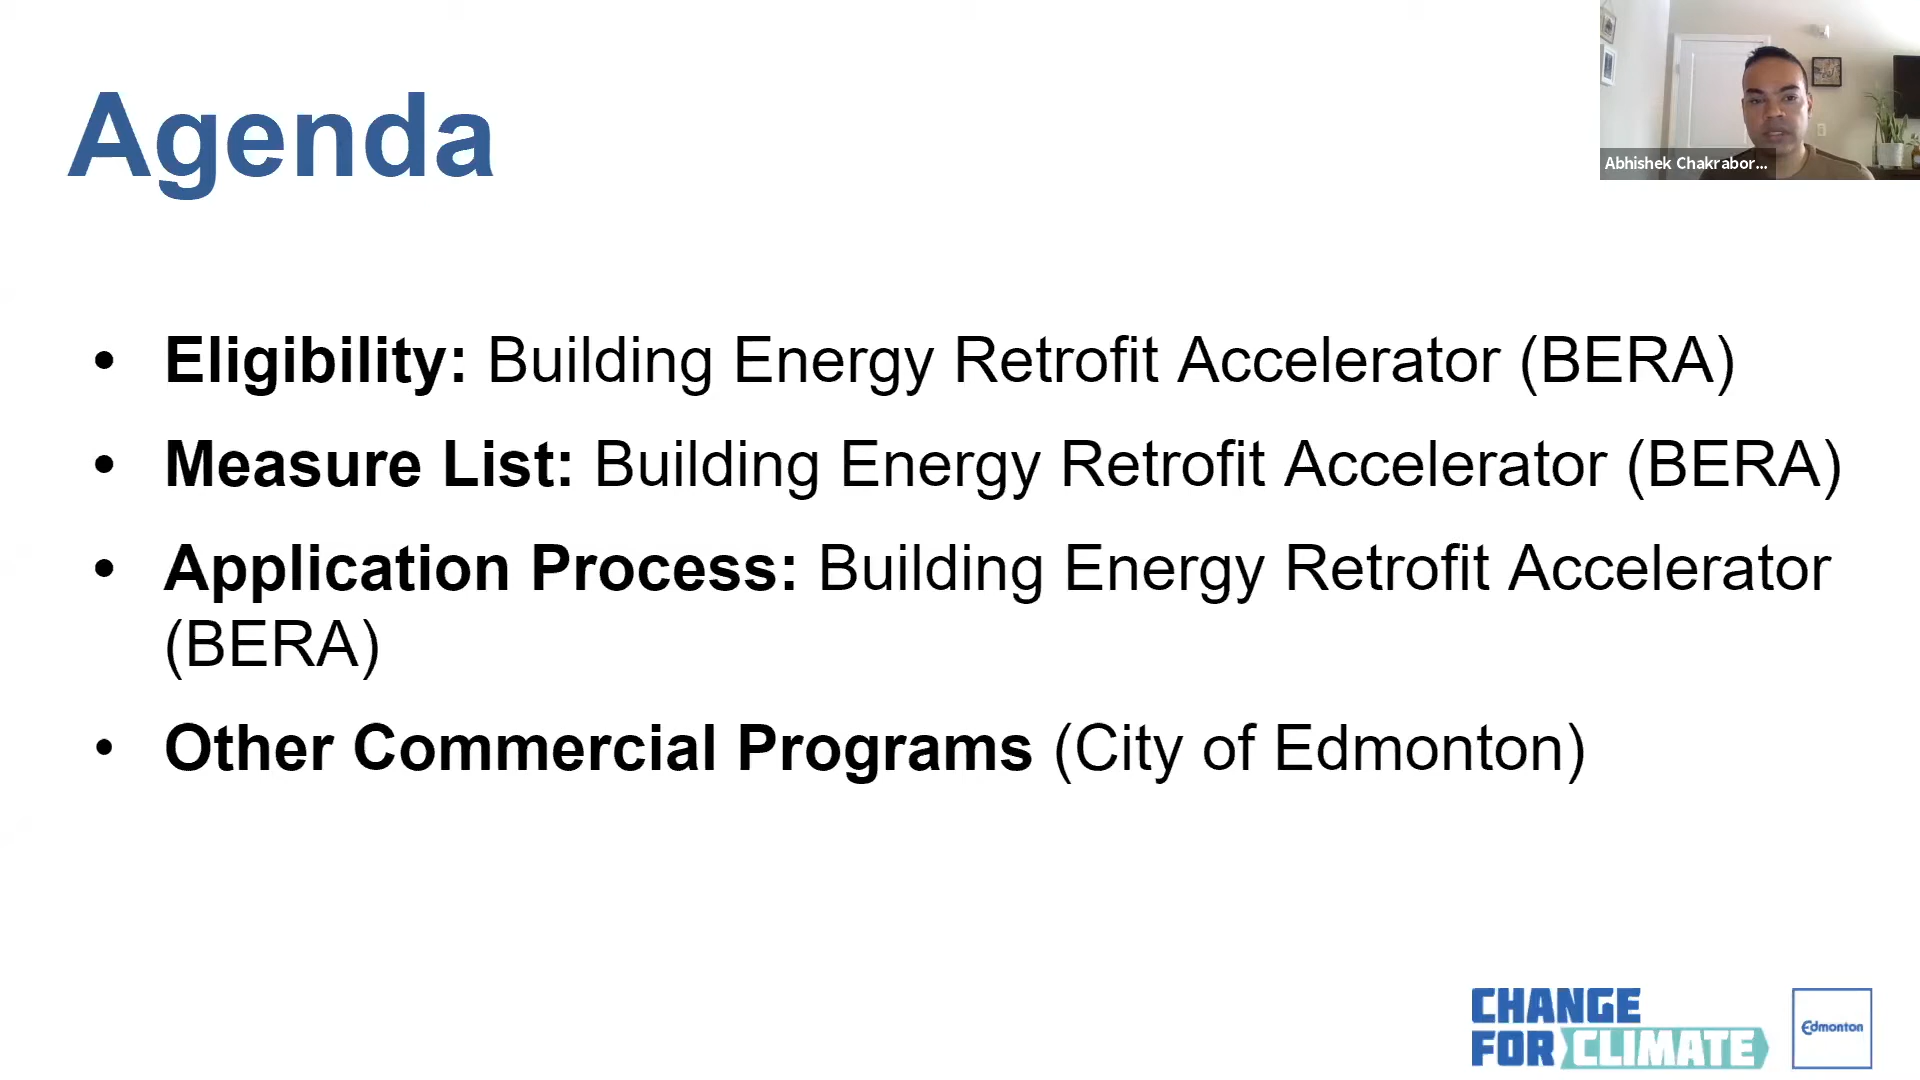 Agenda
Abhishek Chakrabor...
• Eligibility: Building Energy Retrofit Accelerator (BERA)
• Measure List: Building Energy Retrofit Accelerator (BERA)
• Application Process: Building Energy Retrofit Accelerator
(BERA)
• Other Commercial Programs (City of Edmonton)
CHANGE
FOR CLIMATE
Edmonton